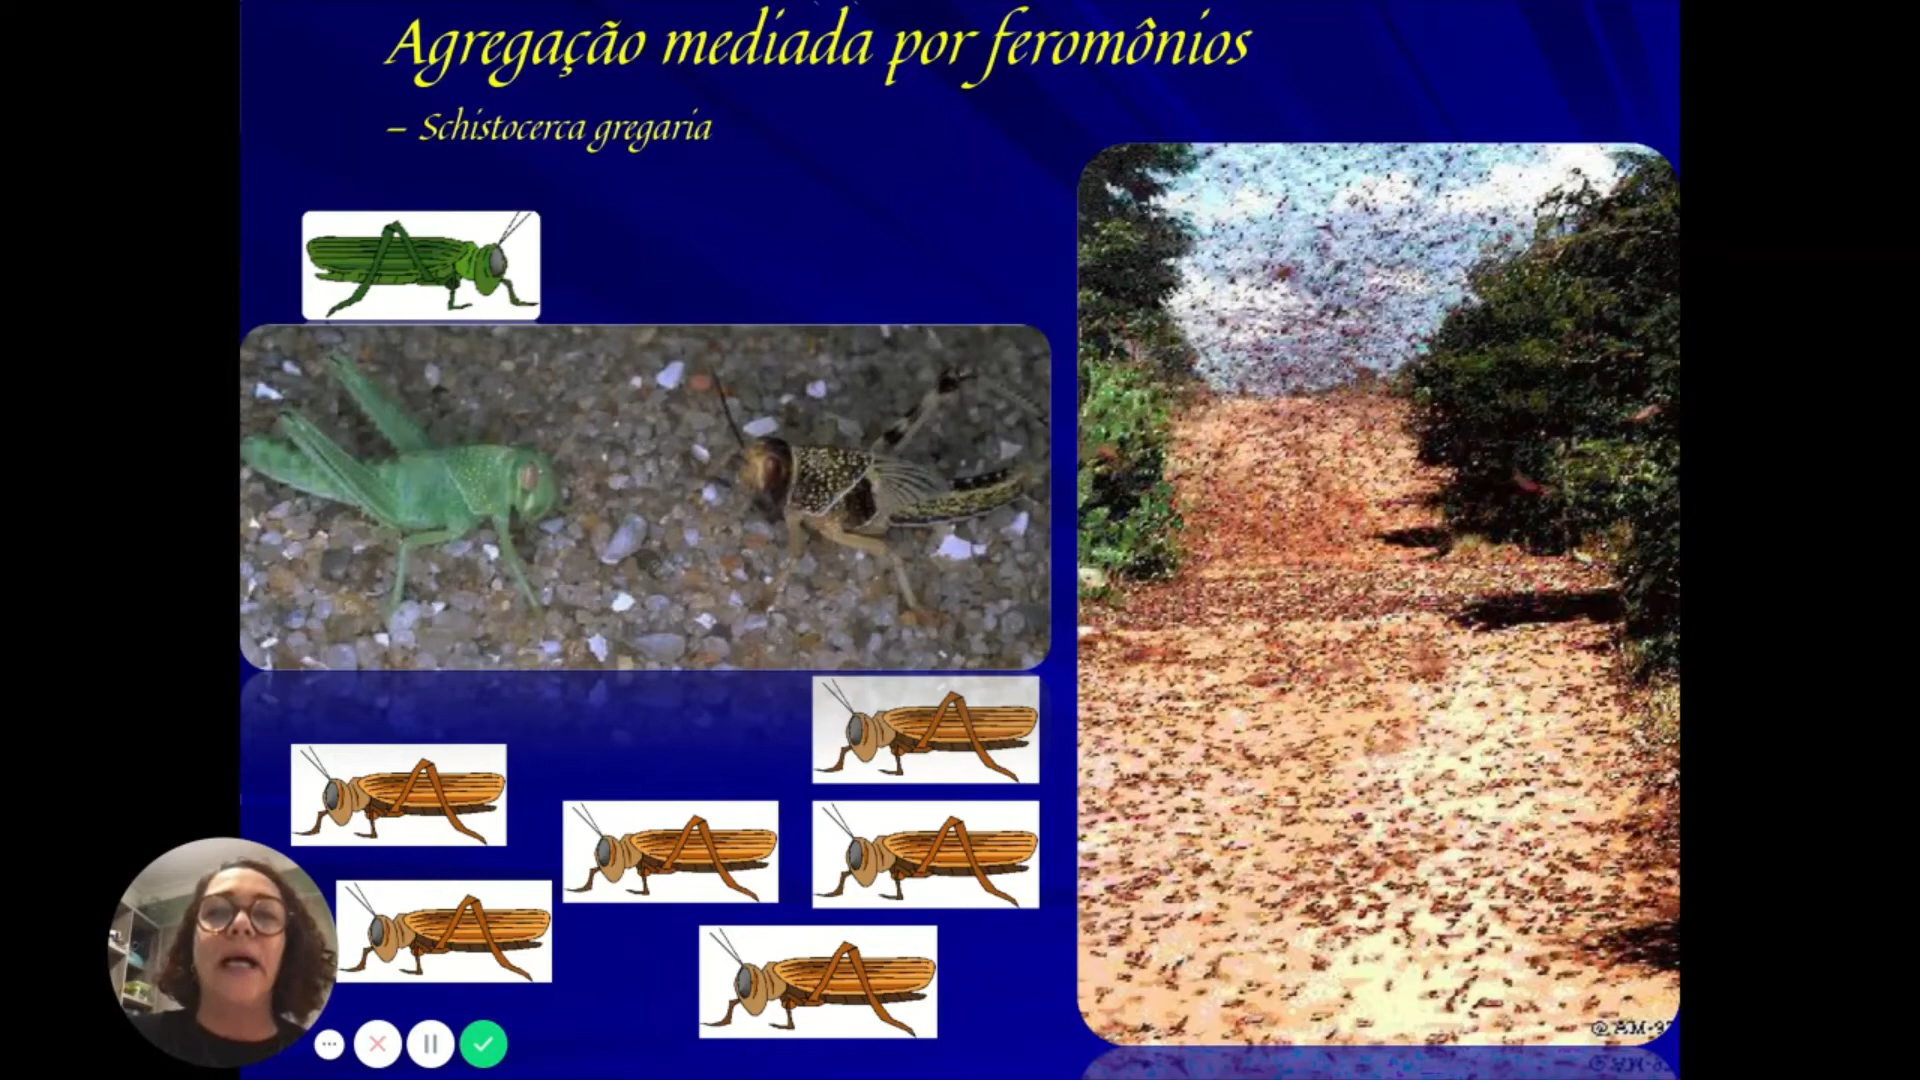 Agregação mediada por feromônios
– Schistocerca gregaria